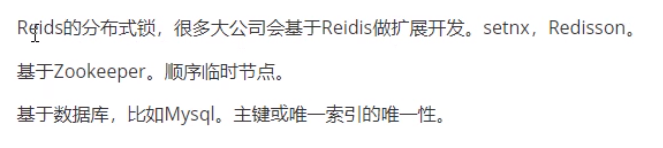 Reids的分布式锁，很多大公司会基于Reidis做扩展开发。setnx，Redisson。
基于Zookeeper。顺序临时节点。
基于数据库，比如Mysql。主键或唯一索引的唯一性。